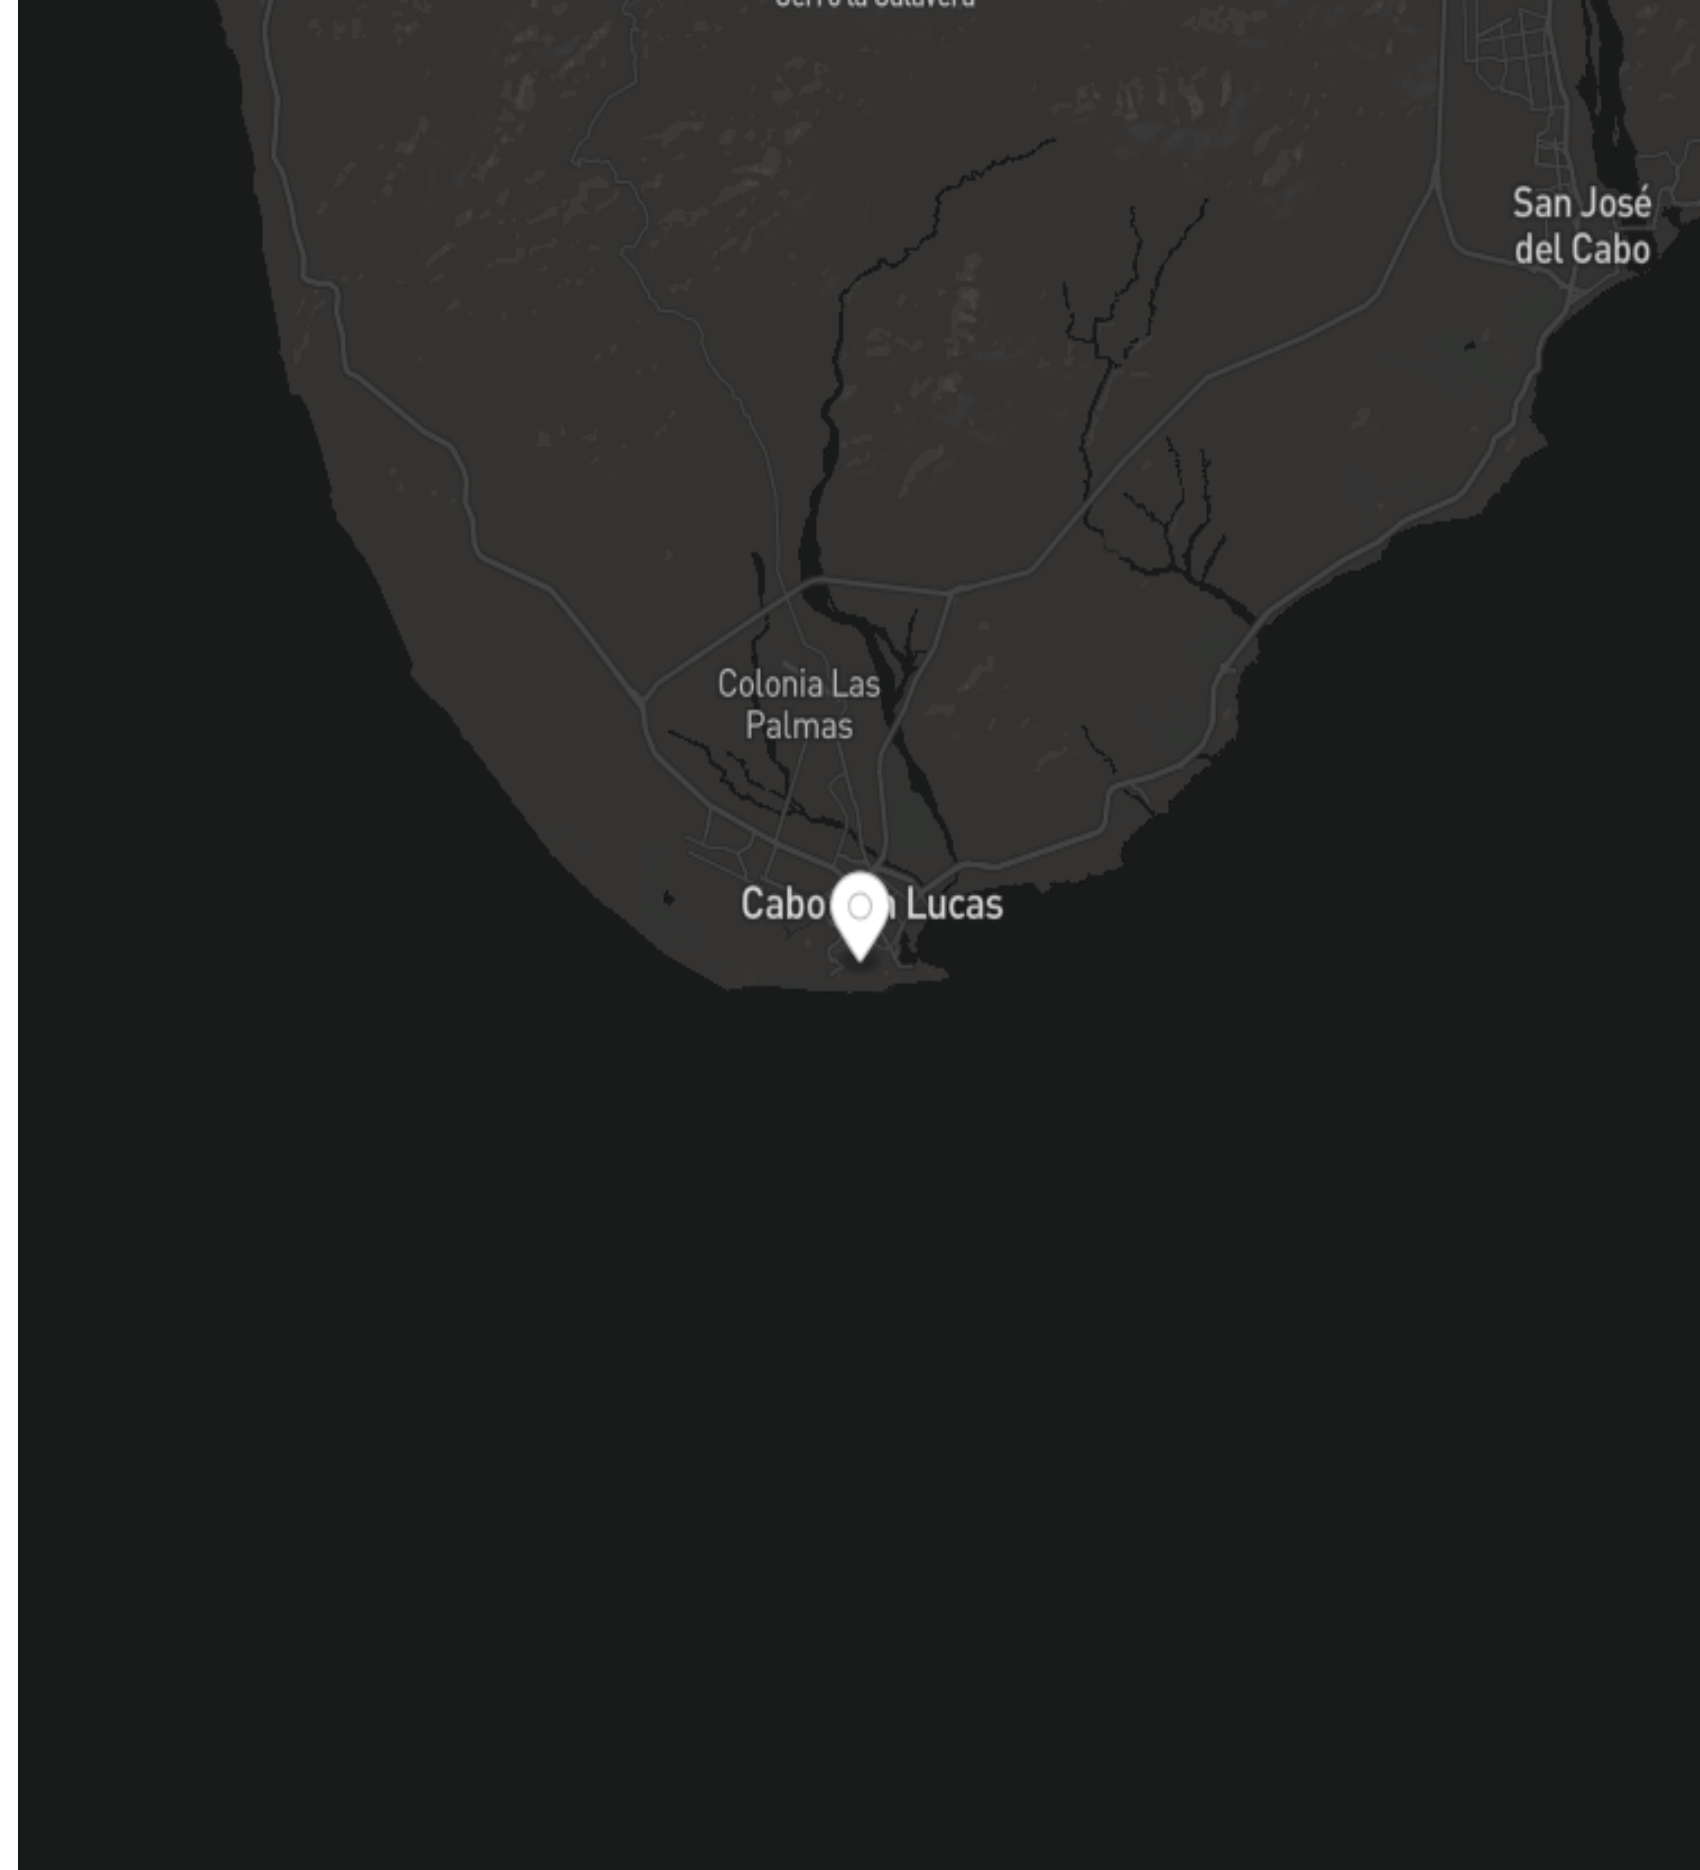 San José
del Cabo
Colonia Las
Palmas
Cabo Lucas